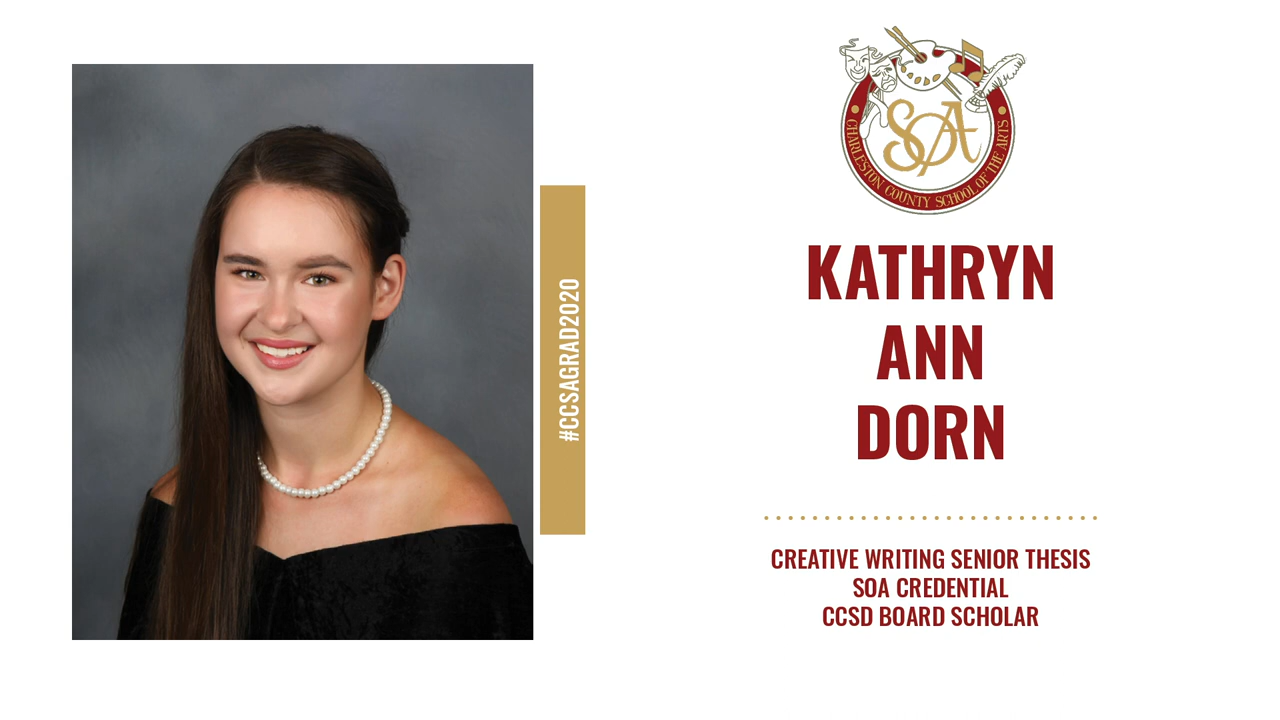 SOA
CHARLESTON COUNTY SCHOOL OF THE ARTS
KATHRYN
ANN
DORN
#CCSAGRAD2020
CREATIVE WRITING SENIOR THESIS
SOA CREDENTIAL
CCSD BOARD SCHOLAR